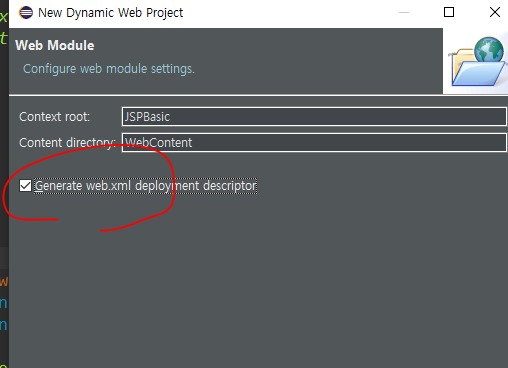 New Dynamic Web Project
Web Module
Configure web module settings.
Context root: JSPBasic
Content directory: WebContent
Generate web.xml deployment descriptor